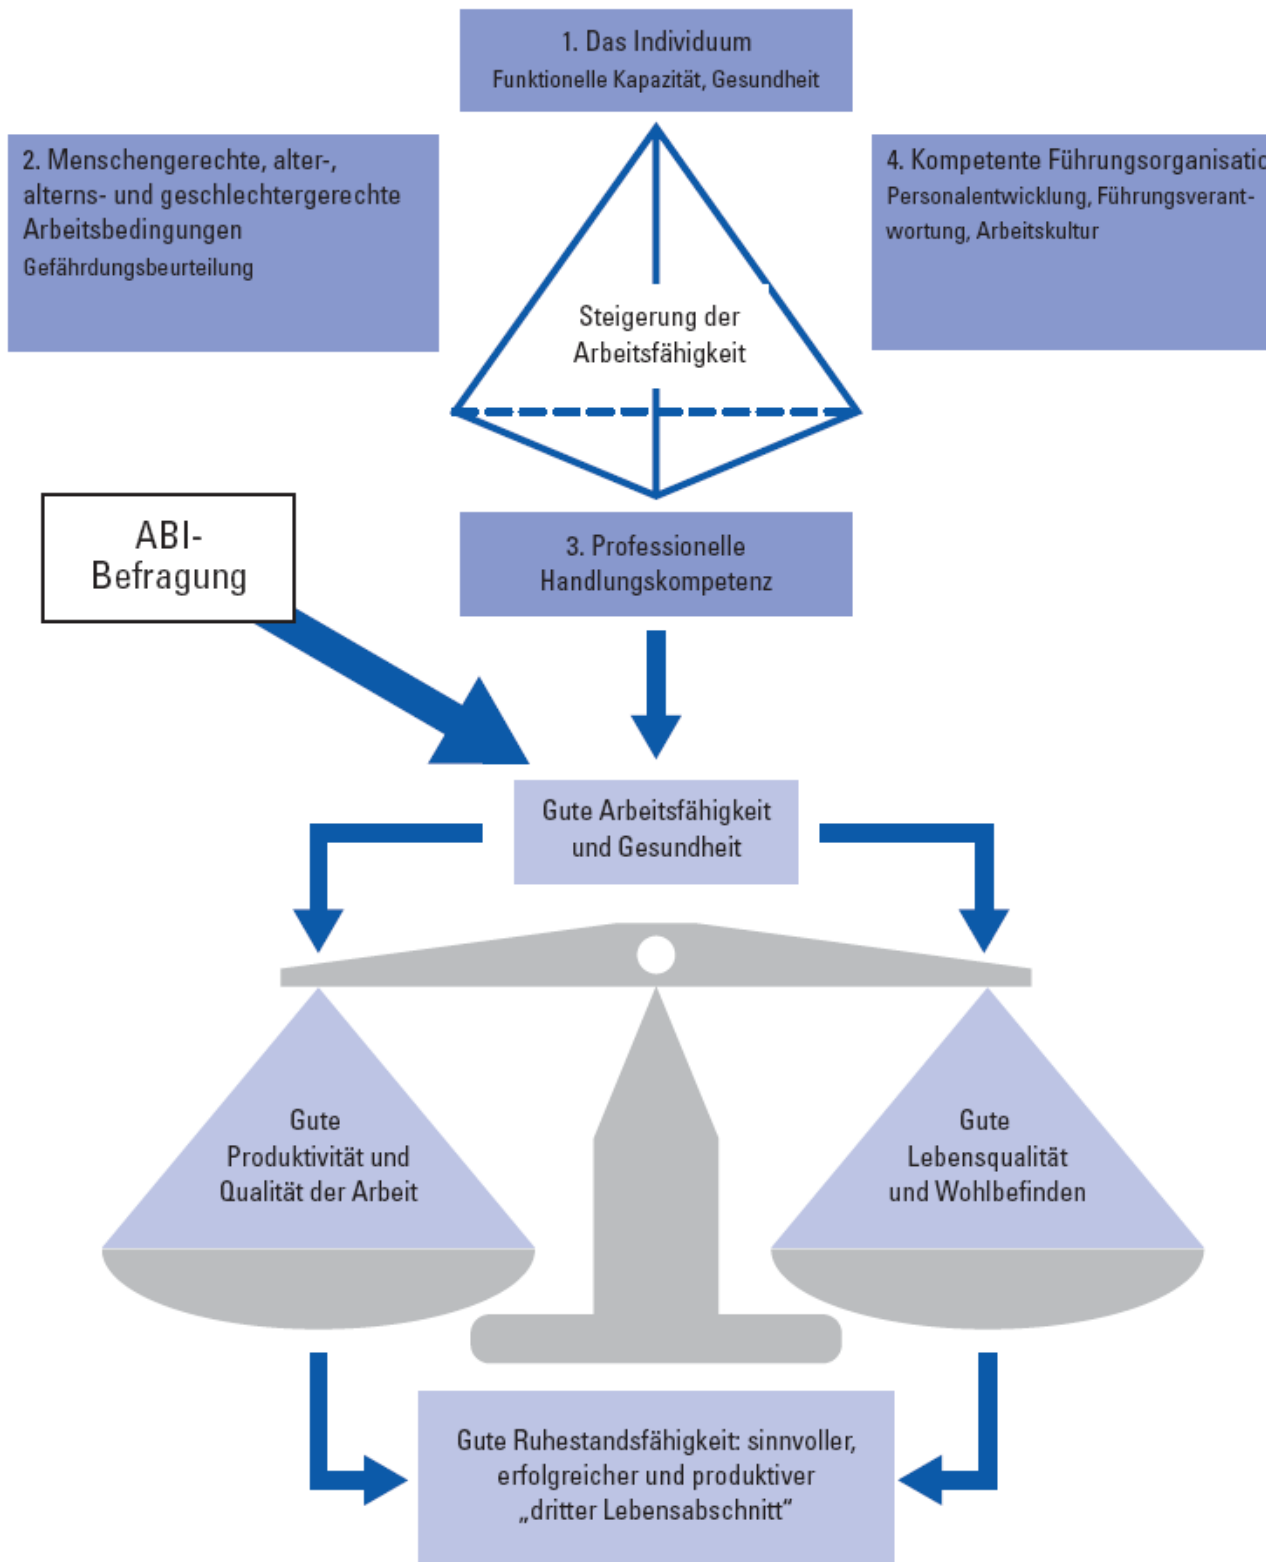 1. Das Individuum
Funktionelle Kapazität, Gesundheit
2. Menschengerechte, alter-,
alterns- und geschlechtergerechte
Arbeitsbedingungen
Gefährdungsbeurteilung
4. Kompetente Führungsorganisatio
Personalentwicklung, Führungsverant-
wortung, Arbeitskultur
Steigerung der
Arbeitsfähigkeit
ABI-
Befragung
3. Professionelle
Handlungskompetenz
Gute Arbeitsfähigkeit
und Gesundheit
Gute
Produktivität und
Qualität der Arbeit
Gute
Lebensqualität
und Wohlbefinden
Gute Ruhestandsfähigkeit: sinnvoller,
erfolgreicher und produktiver
„dritter Lebensabschnitt“